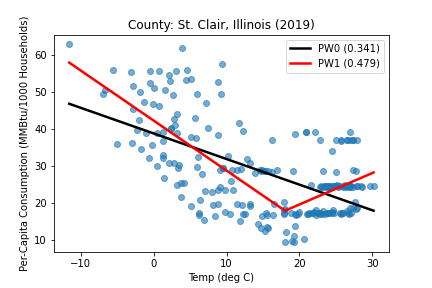 County: St. Clair, Illinois (2019)
Per-Capita Consumption (MMBtu/1000 Households)
60
50
40
30
20
10
PW0 (0.341)
PW1 (0.479)
−10
0
10
20
30
Temp (deg C)